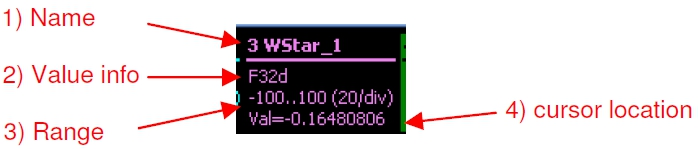 1) Name
3 WStar_1
2) Value info
F32d
-100..100 (20/div)
3) Range
Val=-0.16480806
4) cursor location